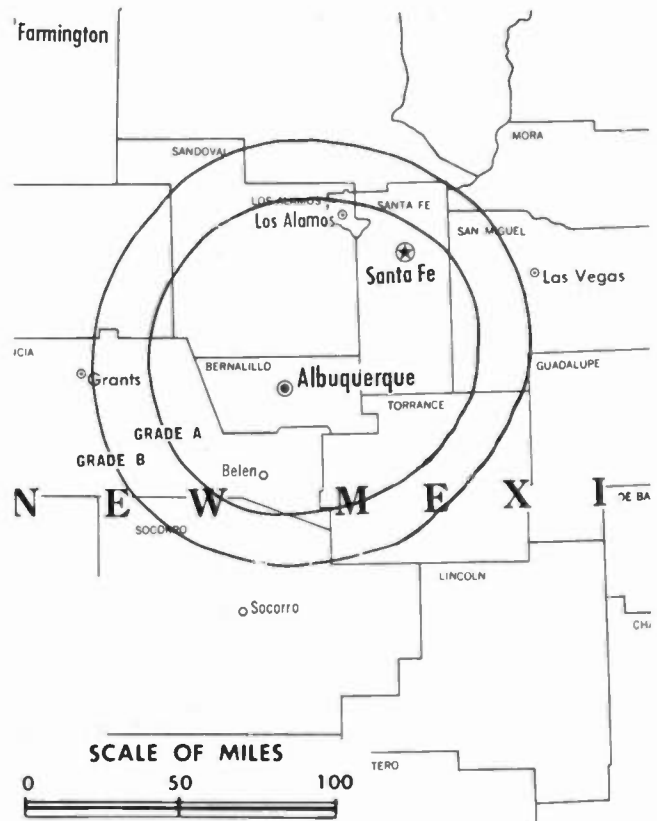 Farmington
MORA
SANDOVAL
LOS ALAMOS
SANTA FE
Los Alamos
SAN MIGUEL
Santa Fe
Las Vegas
UCIA
BERNALILLO
GUADALUPE
Grants
Albuquerque
TORRANCE
GRADE A
GRADE B
Belen
N E W M E X I
DE BA
SOCORRO
LINCOLN
Socorro
CHA
SCALE OF MILES
TERO
0 50 100